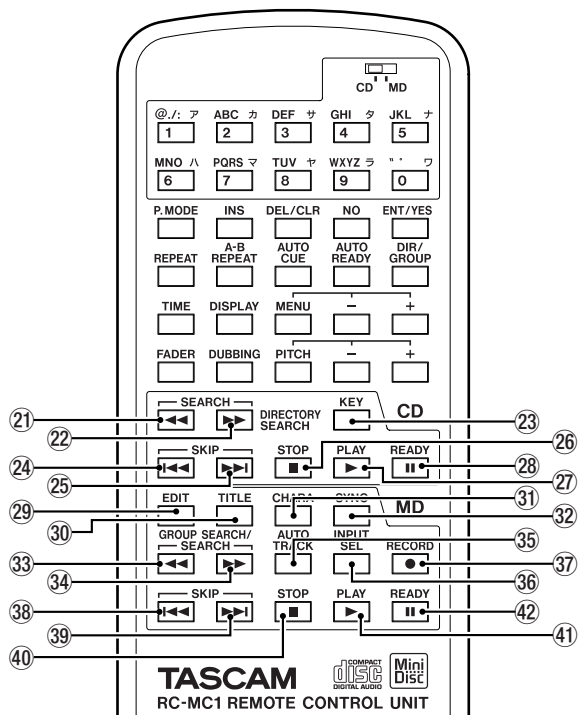 CD MD
@./: ア ABC カ DEF サ GHI タ JKL ナ
1 2 3 4 5
MNO ハ PQRS マ TUV ヤ WXYZ ラ ゛゜ ワ
6 7 8 9 0
P.MODE INS DEL/CLR NO ENT/YES
A-B AUTO AUTO DIR/
REPEAT REPEAT CUE READY GROUP
TIME DISPLAY MENU − +
FADER DUBBING PITCH − +
SEARCH KEY CD
㉑ ㉒ DIRECTORY SEARCH ㉓
SKIP STOP PLAY READY
㉔ ㉕ ㉖ ㉗ ㉘
EDIT TITLE CHARA SYNC MD
㉙ ㉚ ㉛ ㉜
GROUP SEARCH/ AUTO INPUT
SEARCH TRACK SEL RECORD
㉝ ㉞ ㉟ ㊱ ㊲
SKIP STOP PLAY READY
㊳ ㊴ ㊵ ㊶ ㊷
TASCAM COMPACT disc DIGITAL AUDIO Mini Disc
RC-MC1 REMOTE CONTROL UNIT